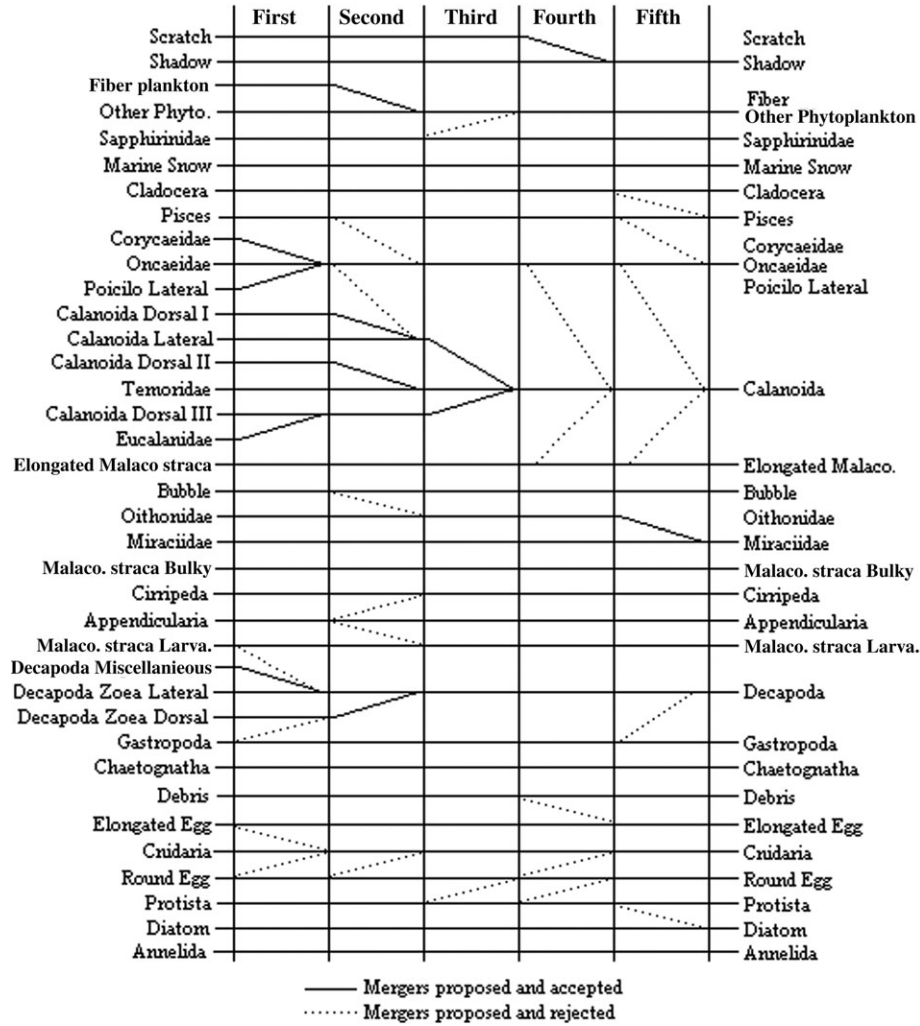 First Second Third Fourth Fifth
Scratch Scratch
Shadow Shadow
Fiber plankton Fiber
Other Phyto. Other Phytoplankton
Sapphirinidae Sapphirinidae
Marine Snow Marine Snow
Cladocera Cladocera
Pisces Pisces
Corycaeidae Corycaeidae
Oncaeidae Oncaeidae
Poicilo Lateral Poicilo Lateral
Calanoida Dorsal I
Calanoida Lateral
Calanoida Dorsal II
Temoridae Calanoida
Calanoida Dorsal III
Eucalanidae
Elongated Malaco straca Elongated Malaco.
Bubble Bubble
Oithonidae Oithonidae
Miraciidae Miraciidae
Malaco. straca Bulky Malaco. straca Bulky
Cirripeda Cirripeda
Appendicularia Appendicularia
Malaco. straca Larva. Malaco. straca Larva.
Decapoda Miscellanieous
Decapoda Zoea Lateral Decapoda
Decapoda Zoea Dorsal
Gastropoda Gastropoda
Chaetognatha Chaetognatha
Debris Debris
Elongated Egg Elongated Egg
Cnidaria Cnidaria
Round Egg Round Egg
Protista Protista
Diatom Diatom
Annelida Annelida
Mergers proposed and accepted
Mergers proposed and rejected